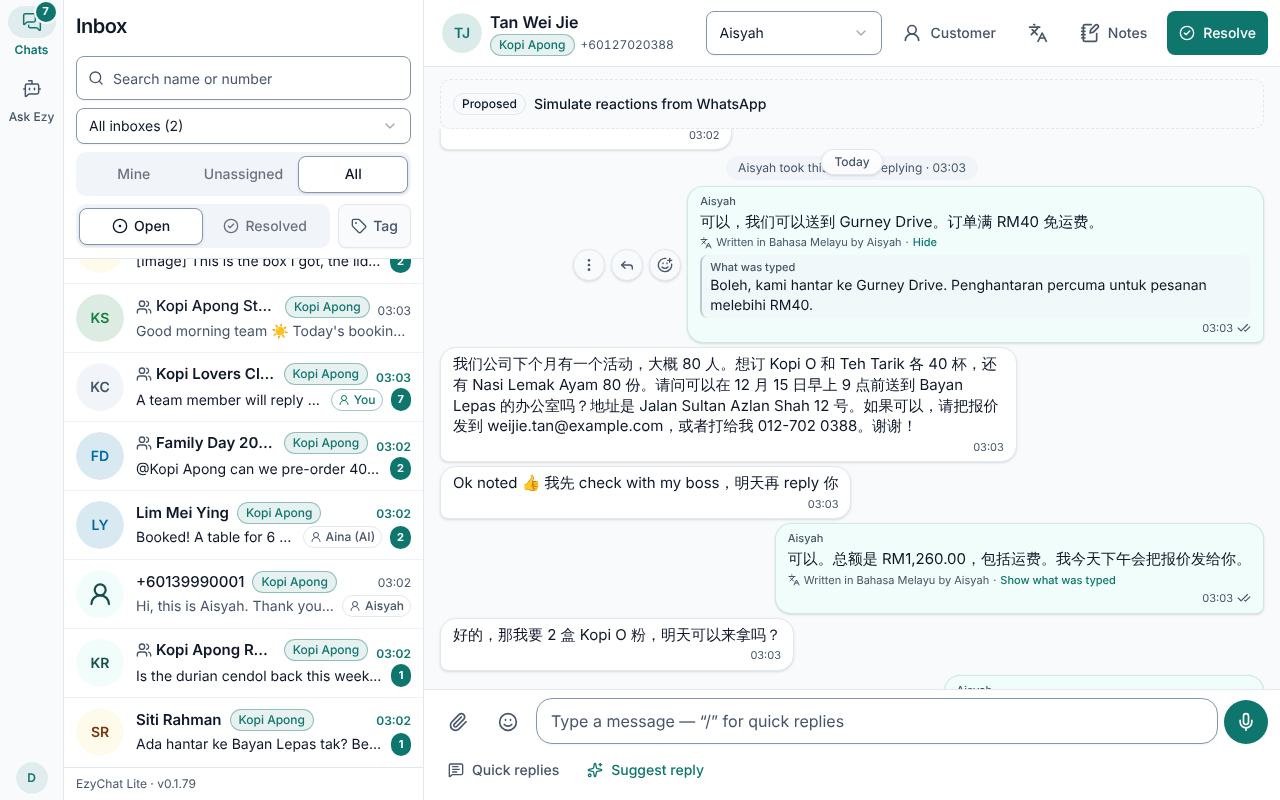 7
Chats
Ask Ezy
D
Inbox
Search name or number
All inboxes (2)
Mine
Unassigned
All
Open
Resolved
Tag
[Image] This is the box I got, the lid...
2
KS
Kopi Apong St...
Kopi Apong
03:03
Good morning team ☀️ Today's bookin...
KC
Kopi Lovers Cl...
Kopi Apong
03:03
A team member will reply ...
You
7
FD
Family Day 20...
Kopi Apong
03:02
@Kopi Apong can we pre-order 40...
2
LY
Lim Mei Ying
Kopi Apong
03:02
Booked! A table for 6 ...
Aina (AI)
2
+60139990001
Kopi Apong
03:02
Hi, this is Aisyah. Thank you...
Aisyah
KR
Kopi Apong R...
Kopi Apong
03:02
Is the durian cendol back this week...
1
SR
Siti Rahman
Kopi Apong
03:02
Ada hantar ke Bayan Lepas tak? Be...
1
EzyChat Lite · v0.1.79
TJ
Tan Wei Jie
Kopi Apong
+60127020388
Aisyah
Customer
Notes
Resolve
Proposed
Simulate reactions from WhatsApp
03:02
Aisyah took
Today
replying · 03:03
Aisyah
可以，我们可以送到 Gurney Drive。订单满 RM40 免运费。
Written in Bahasa Melayu by Aisyah · Hide
What was typed
Boleh, kami hantar ke Gurney Drive. Penghantaran percuma untuk pesanan
melebihi RM40.
03:03
我们公司下个月有一个活动，大概 80 人。想订 Kopi O 和 Teh Tarik 各 40 杯，还
有 Nasi Lemak Ayam 80 份。请问可以在 12 月 15 日早上 9 点前送到 Bayan
Lepas 的办公室吗？地址是 Jalan Sultan Azlan Shah 12 号。如果可以，请把报价
发到 weijie.tan@example.com，或者打给我 012-702 0388。谢谢！
03:03
Ok noted 👍 我先 check with my boss，明天再 reply 你
03:03
Aisyah
可以。总额是 RM1,260.00，包括运费。我今天下午会把报价发给你。
Written in Bahasa Melayu by Aisyah · Show what was typed
03:03
好的，那我要 2 盒 Kopi O 粉，明天可以来拿吗？
03:03
Aisyah
Type a message — “/” for quick replies
Quick replies
Suggest reply